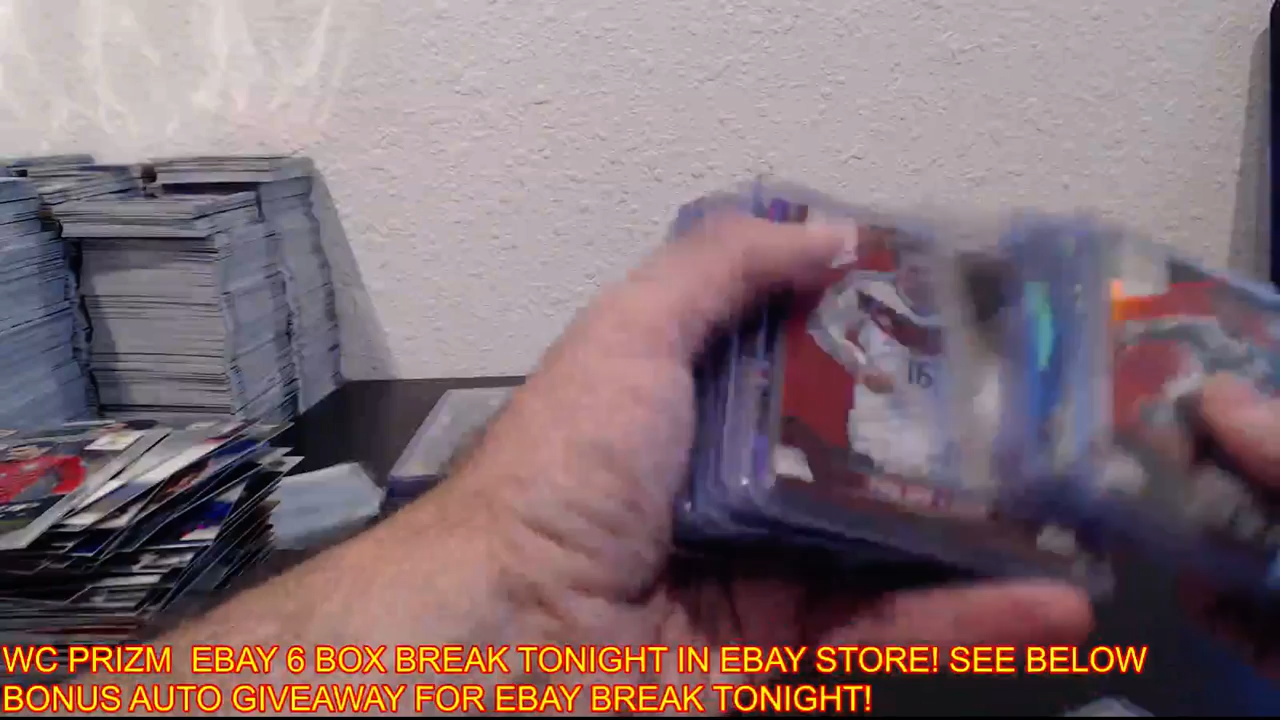 16
WC PRIZM EBAY 6 BOX BREAK TONIGHT IN EBAY STORE! SEE BELOW
BONUS AUTO GIVEAWAY FOR EBAY BREAK TONIGHT!